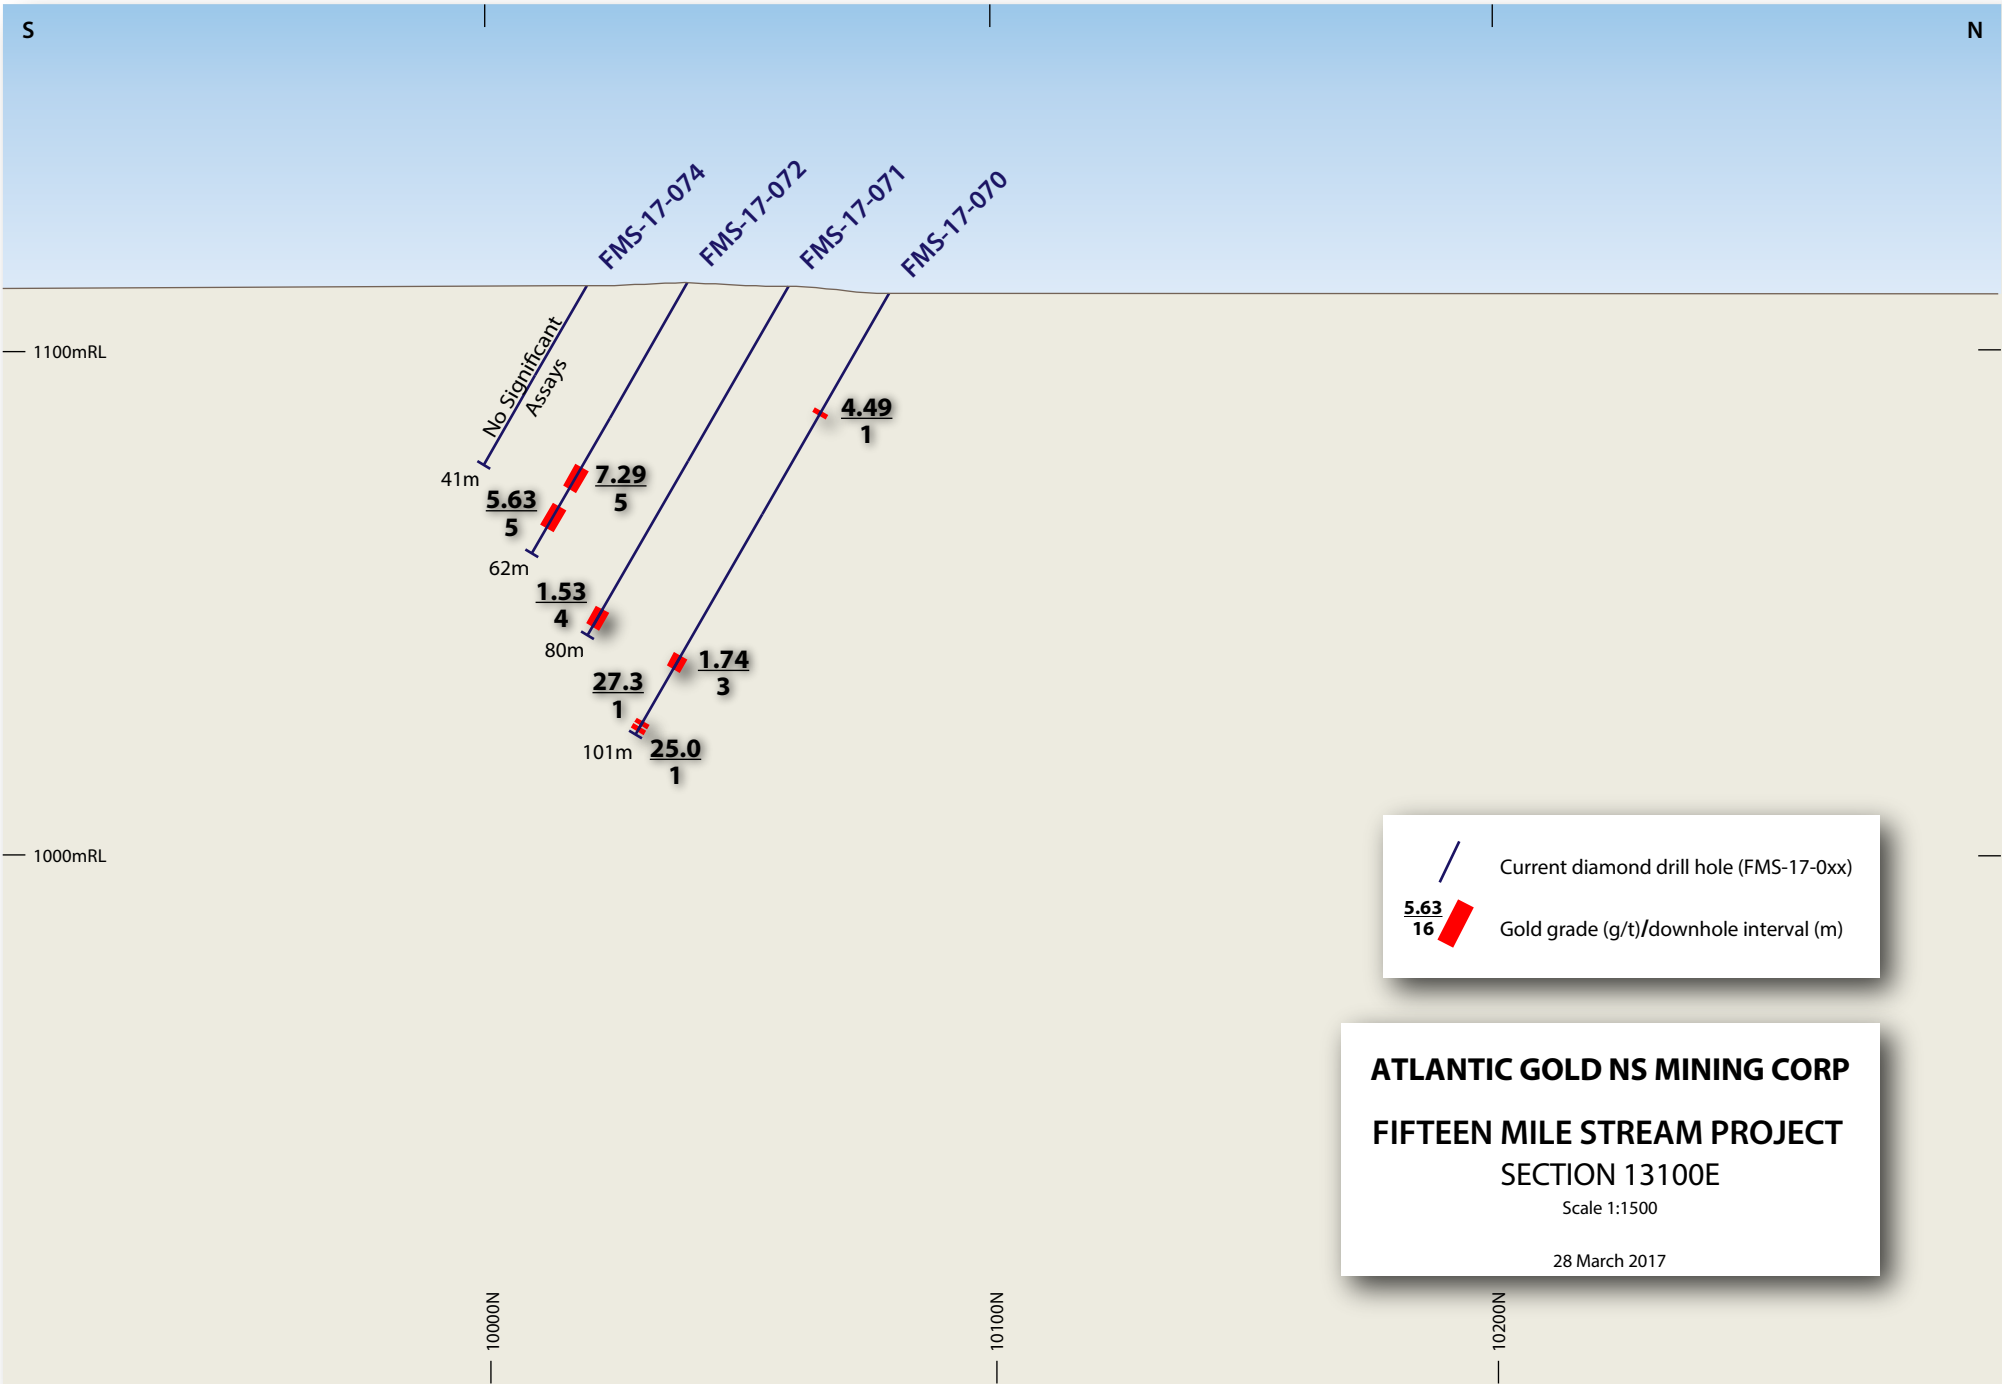 S
N
FMS-17-074
FMS-17-072
FMS-17-071
FMS-17-070
1100mRL
No Significant
Assays
4.49
1
41m
7.29
5
5.63
5
62m
1.53
4
80m
1.74
3
27.3
1
101m
25.0
1
1000mRL
Current diamond drill hole (FMS-17-0xx)
5.63
16
Gold grade (g/t)/downhole interval (m)
ATLANTIC GOLD NS MINING CORP
FIFTEEN MILE STREAM PROJECT
SECTION 13100E
Scale 1:1500
28 March 2017
10000N
10100N
10200N